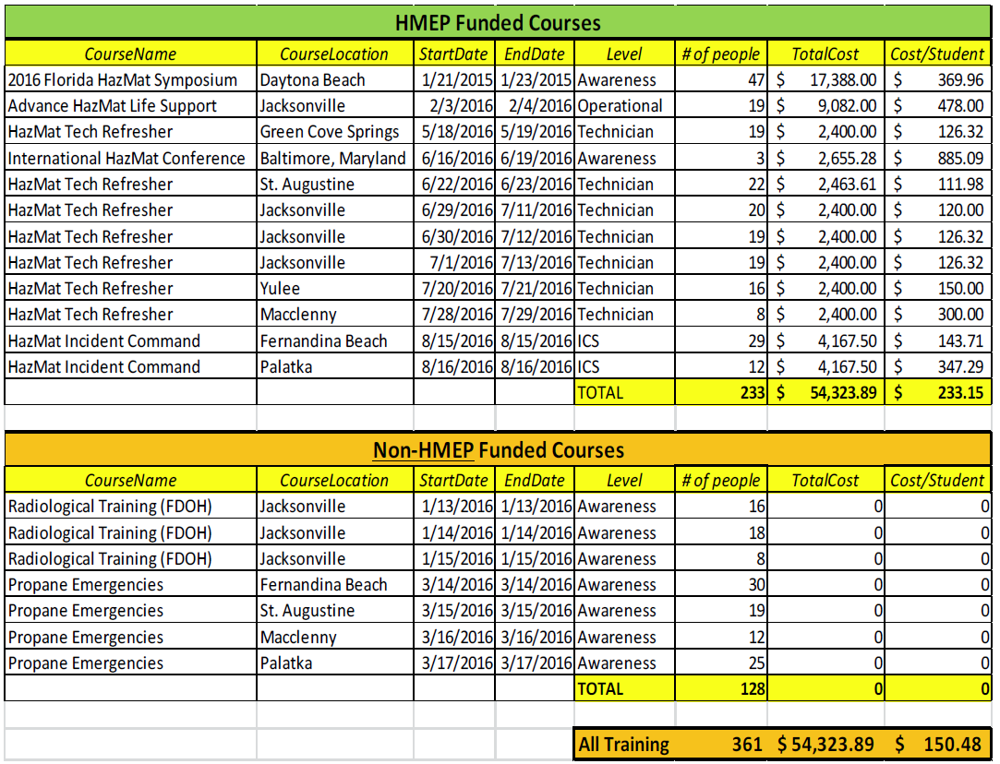 HMEP Funded Courses
CourseName CourseLocation StartDate EndDate Level # of people TotalCost Cost/Student
2016 Florida HazMat Symposium Daytona Beach 1/21/2015 1/23/2015 Awareness 47 $ 17,388.00 $ 369.96
Advance HazMat Life Support Jacksonville 2/3/2016 2/4/2016 Operational 19 $ 9,082.00 $ 478.00
HazMat Tech Refresher Green Cove Springs 5/18/2016 5/19/2016 Technician 19 $ 2,400.00 $ 126.32
International HazMat Conference Baltimore, Maryland 6/16/2016 6/19/2016 Awareness 3 $ 2,655.28 $ 885.09
HazMat Tech Refresher St. Augustine 6/22/2016 6/23/2016 Technician 22 $ 2,463.61 $ 111.98
HazMat Tech Refresher Jacksonville 6/29/2016 7/11/2016 Technician 20 $ 2,400.00 $ 120.00
HazMat Tech Refresher Jacksonville 6/30/2016 7/12/2016 Technician 19 $ 2,400.00 $ 126.32
HazMat Tech Refresher Jacksonville 7/1/2016 7/13/2016 Technician 19 $ 2,400.00 $ 126.32
HazMat Tech Refresher Yulee 7/20/2016 7/21/2016 Technician 16 $ 2,400.00 $ 150.00
HazMat Tech Refresher Macclenny 7/28/2016 7/29/2016 Technician 8 $ 2,400.00 $ 300.00
HazMat Incident Command Fernandina Beach 8/15/2016 8/15/2016 ICS 29 $ 4,167.50 $ 143.71
HazMat Incident Command Palatka 8/16/2016 8/16/2016 ICS 12 $ 4,167.50 $ 347.29
TOTAL 233 $ 54,323.89 $ 233.15
Non-HMEP Funded Courses
CourseName CourseLocation StartDate EndDate Level # of people TotalCost Cost/Student
Radiological Training (FDOH) Jacksonville 1/13/2016 1/13/2016 Awareness 16 0 0
Radiological Training (FDOH) Jacksonville 1/14/2016 1/14/2016 Awareness 18 0 0
Radiological Training (FDOH) Jacksonville 1/15/2016 1/15/2016 Awareness 8 0 0
Propane Emergencies Fernandina Beach 3/14/2016 3/14/2016 Awareness 30 0 0
Propane Emergencies St. Augustine 3/15/2016 3/15/2016 Awareness 19 0 0
Propane Emergencies Macclenny 3/16/2016 3/16/2016 Awareness 12 0 0
Propane Emergencies Palatka 3/17/2016 3/17/2016 Awareness 25 0 0
TOTAL 128 0 0
All Training 361 $ 54,323.89 $ 150.48